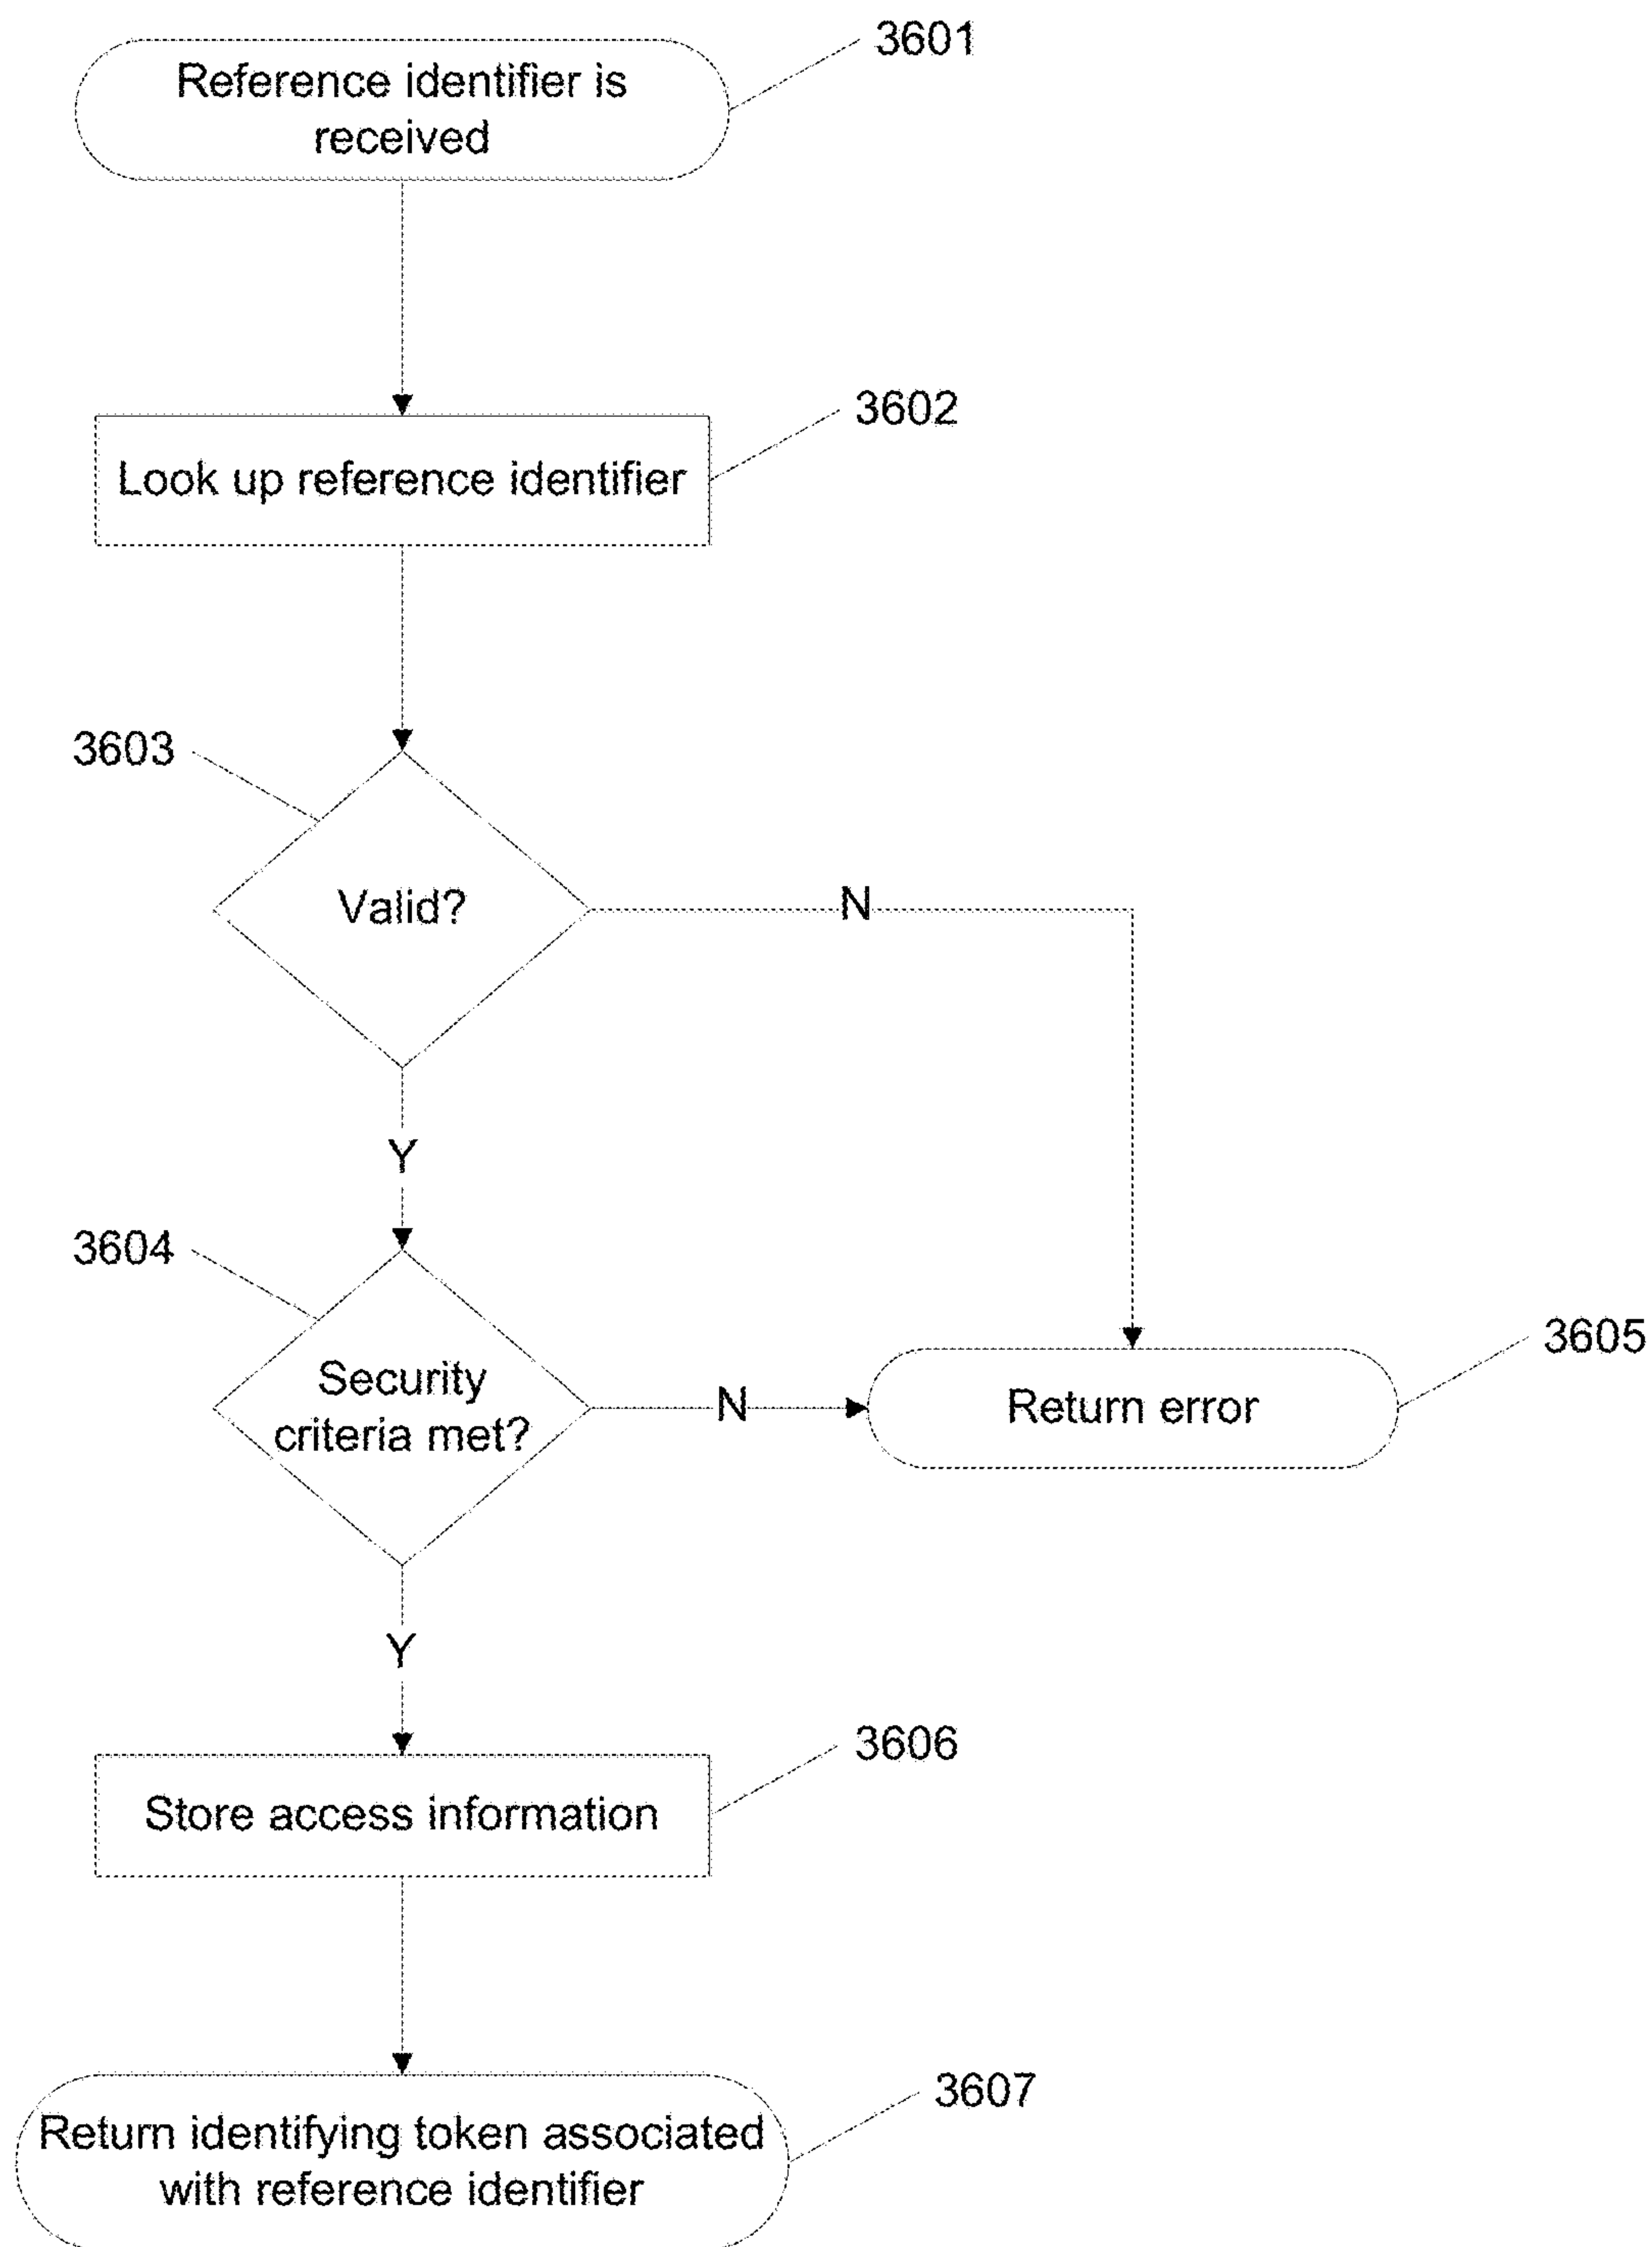 3601
Reference identifier is
received
3602
Look up reference identifier
3603
Valid?
N
Y
3604
Security
criteria met?
N
3605
Return error
Y
3606
Store access information
3607
Return identifying token associated
with reference identifier